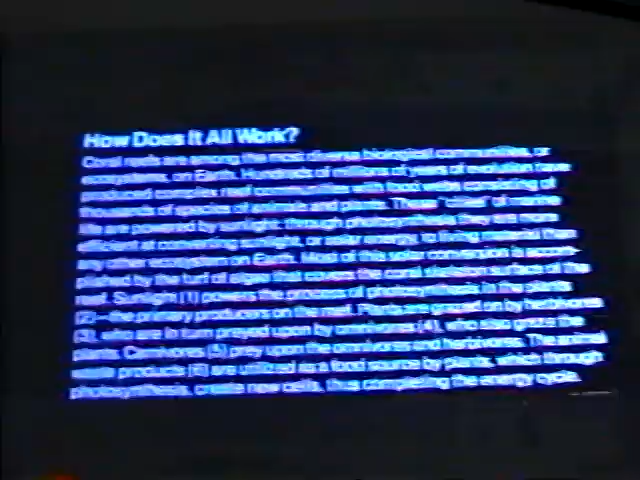 How Does It All Work?
Coral reefs are among the most diverse biological communities, or
ecosystems, on Earth. Hundreds of millions of years of evolution have
produced complex reef communities with food webs consisting of
thousands of species of animals and plants. These "cities" of marine
life are powered by sunlight; through photosynthesis they are more
efficient at converting sunlight, or solar energy, to living material than
any other ecosystem on Earth. Most of this solar conversion is accom-
plished by the turf of algae that covers the coral skeleton surface of the
reef. Sunlight (1) powers the process of photosynthesis in the plants
(2)—the primary producers on the reef. Plants are grazed on by herbivores
(3), who are in turn preyed upon by omnivores (4), who also graze the
plants. Carnivores (5) prey upon the omnivores and herbivores. The animal
waste products (6) are utilized as a food source by plants, which through
photosynthesis, create new cells, thus completing the energy cycle.